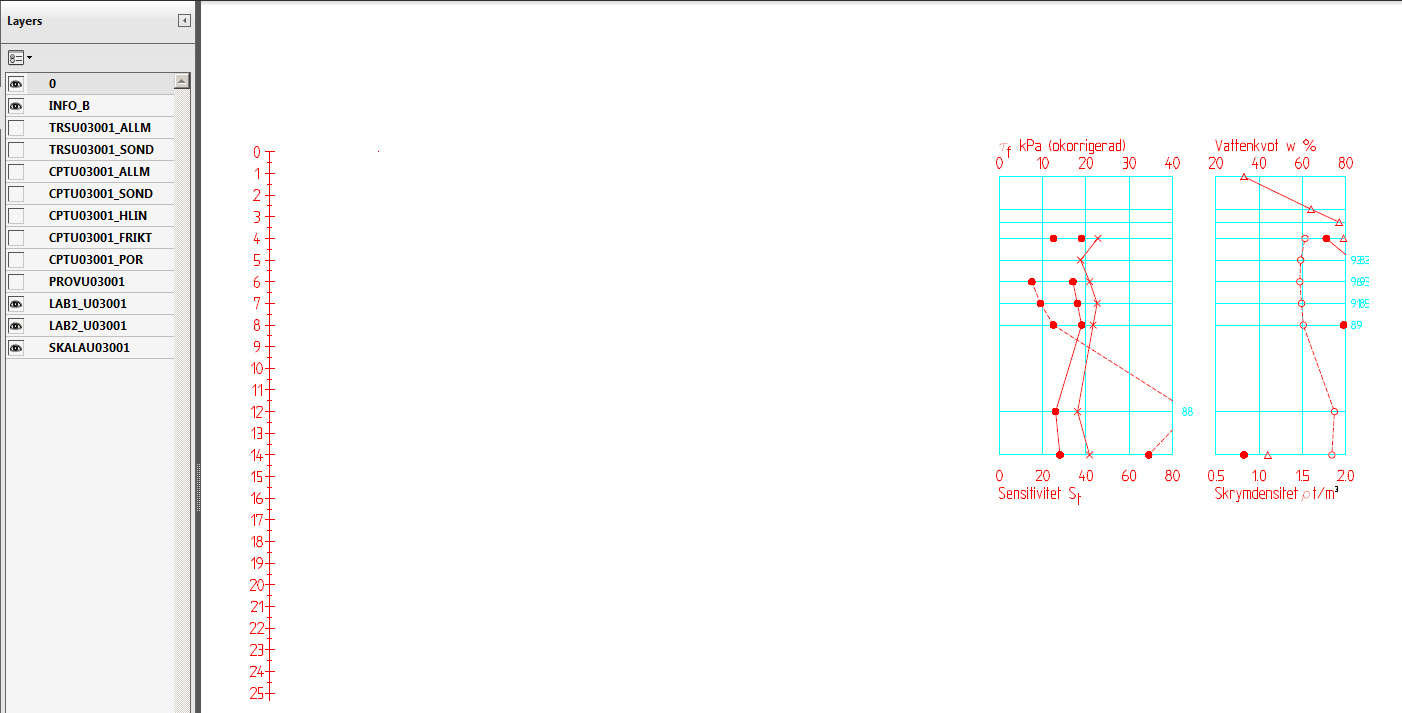 Layers
0
INFO_B
TRSU03001_ALLM
TRSU03001_SOND
CPTU03001_ALLM
CPTU03001_SOND
CPTU03001_HLIN
CPTU03001_FRIKT
CPTU03001_POR
PROVU03001
LAB1_U03001
LAB2_U03001
SKALAU03001
0
1
2
3
4
5
6
7
8
9
10
11
12
13
14
15
16
17
18
19
20
21
22
23
24
25
τf kPa (okorrigerad)
0 10 20 30 40
88
0 20 40 60 80
Sensitivitet St
Vattenkvot w %
20 40 60 80
89
0.5 1.0 1.5 2.0
Skrymdensitet ρ t/m³